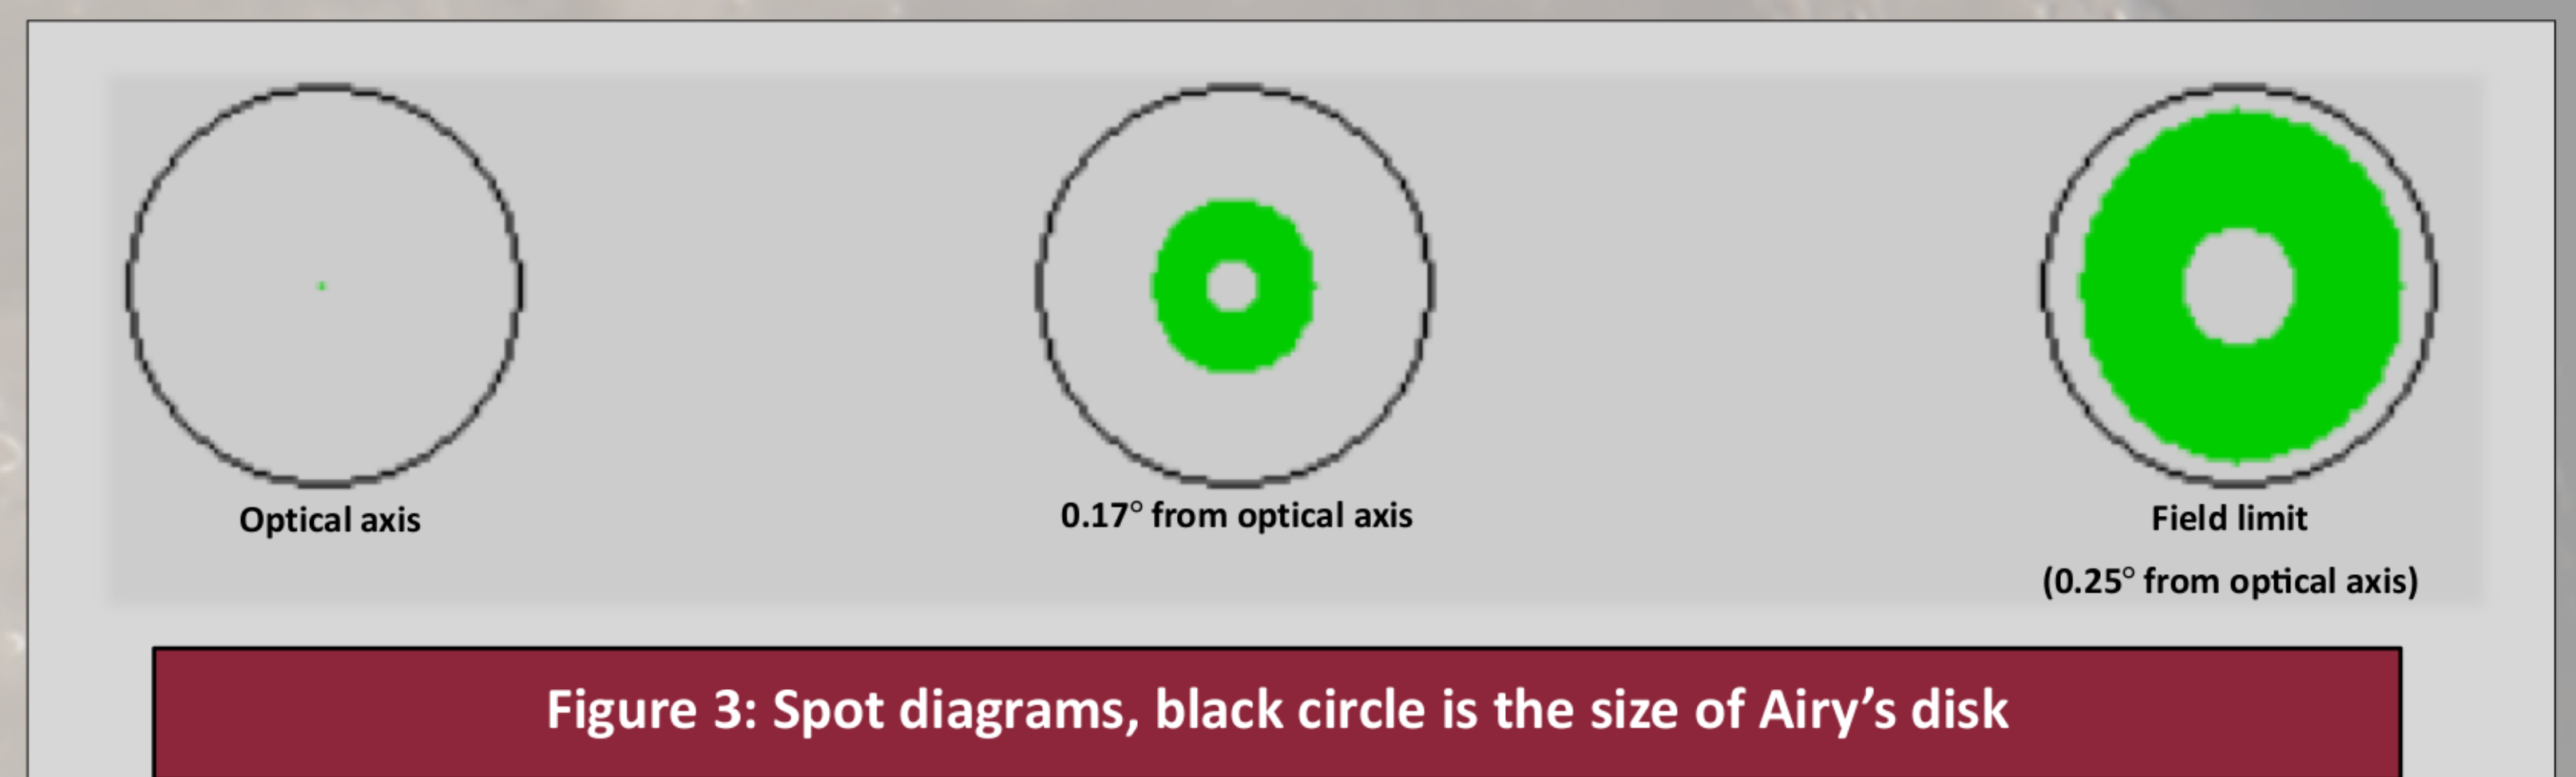 Optical axis
0.17° from optical axis
Field limit
(0.25° from optical axis)
Figure 3: Spot diagrams, black circle is the size of Airy’s disk